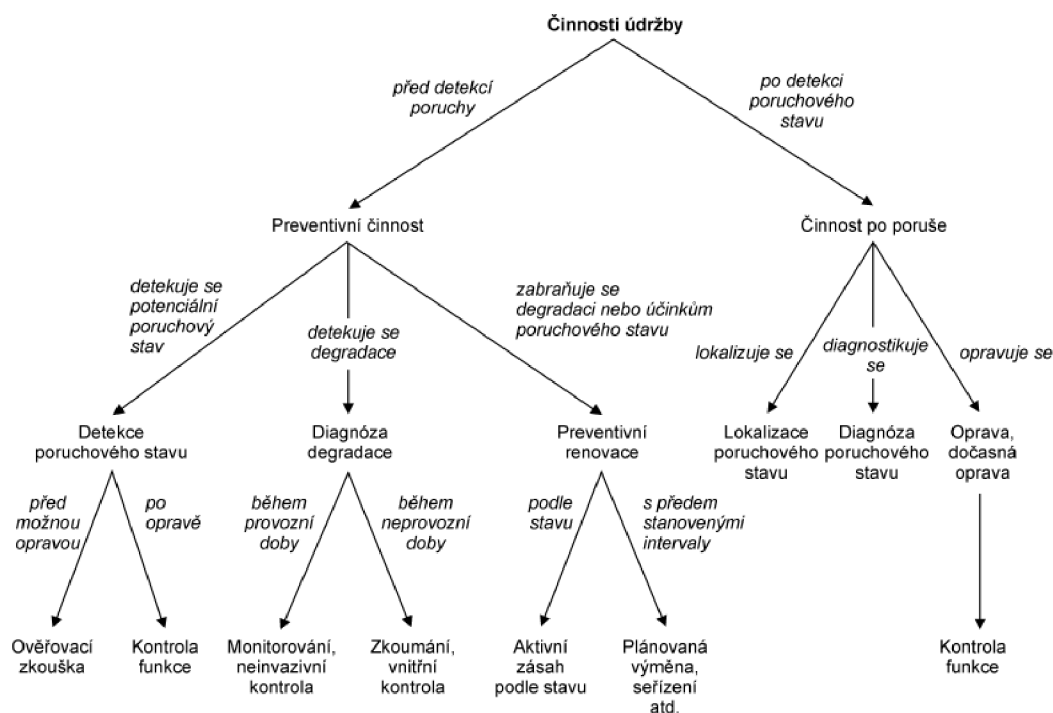 Činnosti údržby
před detekcí
poruchy
po detekci
poruchového
stavu
Preventivní činnost
Činnost po poruše
detekuje se
potenciální
poruchový
stav
detekuje se
degradace
zabraňuje se
degradaci nebo účinkům
poruchového stavu
lokalizuje se
diagnostikuje
se
opravuje se
Detekce
poruchového stavu
Diagnóza
degradace
Preventivní
renovace
Lokalizace
poruchového
stavu
Diagnóza
poruchového
stavu
Oprava,
dočasná
oprava
před
možnou
opravou
po
opravě
během
provozní
doby
během
neprovozní
doby
podle
stavu
s předem
stanovenými
intervaly
Ověřovací
zkouška
Kontrola
funkce
Monitorování,
neinvazivní
kontrola
Zkoumání,
vnitřní
kontrola
Aktivní
zásah
podle stavu
Plánovaná
výměna,
seřízení
atd.
Kontrola
funkce